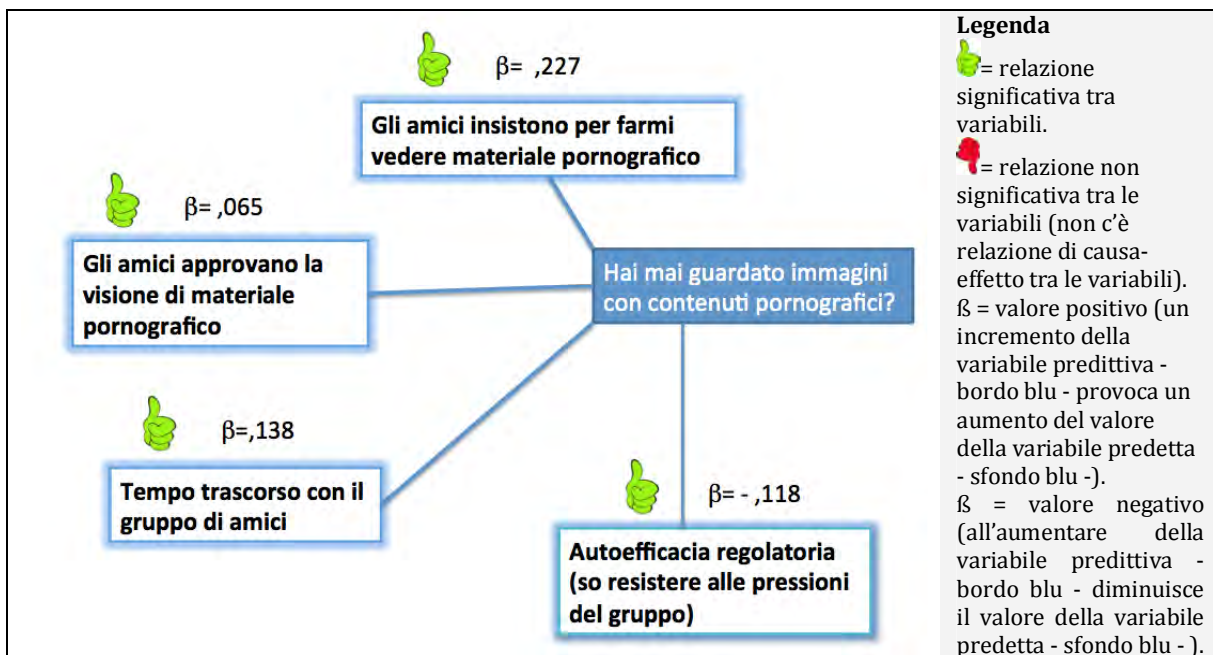 β= ,227
Gli amici insistono per farmi
vedere materiale pornografico
β= ,065
Gli amici approvano la
visione di materiale
pornografico
Hai mai guardato immagini
con contenuti pornografici?
β=,138
Tempo trascorso con il
gruppo di amici
β= - ,118
Autoefficacia regolatoria
(so resistere alle pressioni
del gruppo)
Legenda
= relazione
significativa tra
variabili.
= relazione non
significativa tra le
variabili (non c’è
relazione di causa-
effetto tra le variabili).
ß = valore positivo (un
incremento della
variabile predittiva -
bordo blu - provoca un
aumento del valore
della variabile predetta
- sfondo blu -).
ß = valore negativo
(all’aumentare della
variabile predittiva -
bordo blu - diminuisce
il valore della variabile
predetta - sfondo blu - ).